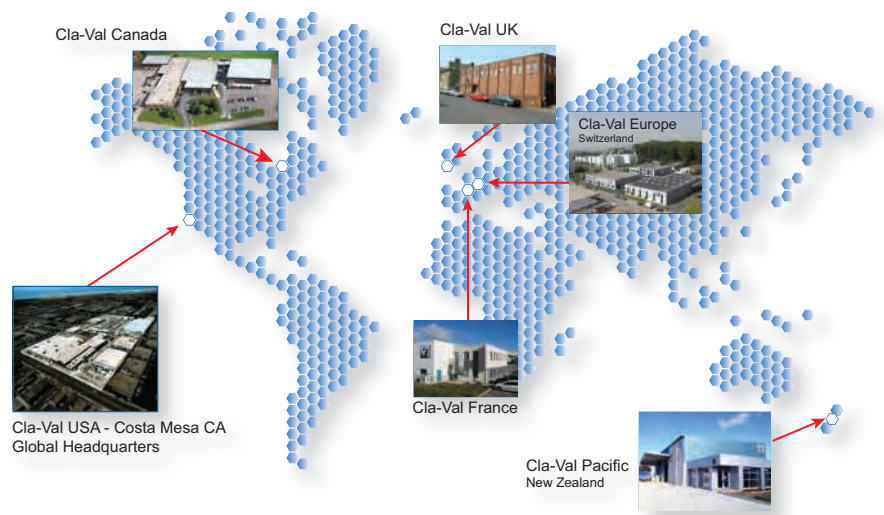 Cla-Val Canada
Cla-Val UK
Cla-Val Europe
Switzerland
Cla-Val France
Cla-Val USA - Costa Mesa CA
Global Headquarters
Cla-Val Pacific
New Zealand